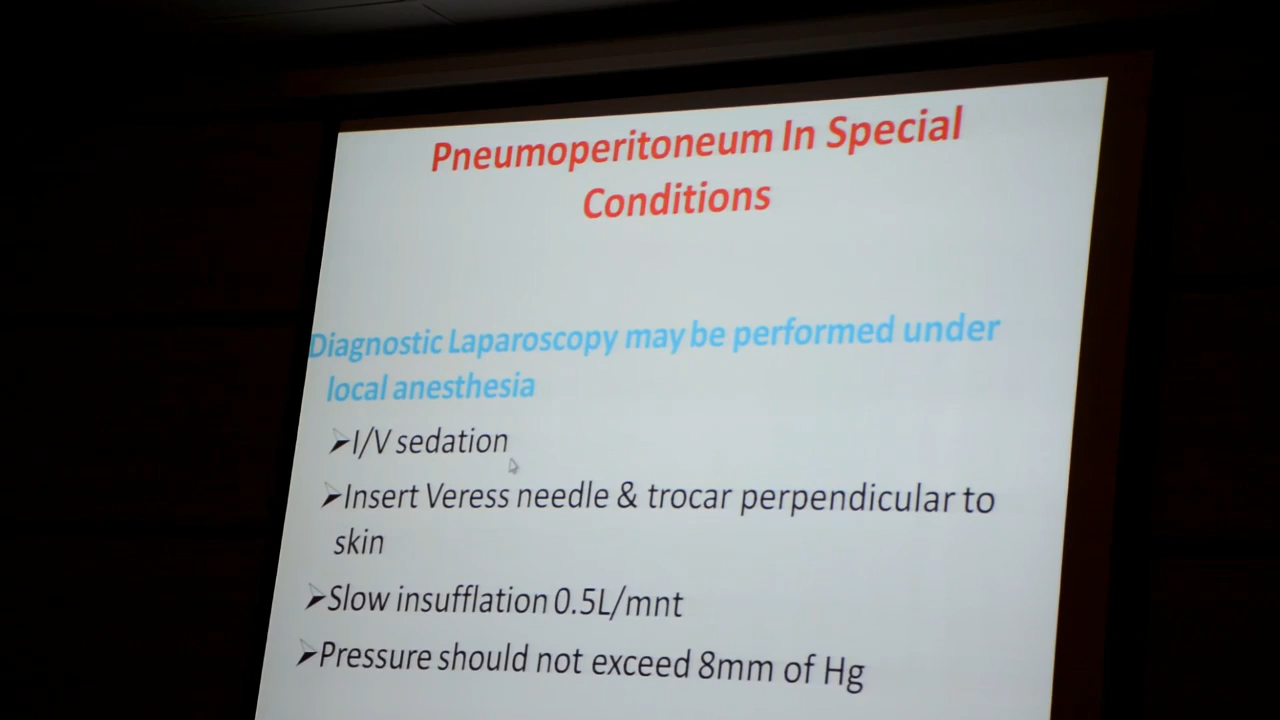 Pneumoperitoneum In Special
Conditions
Diagnostic Laparoscopy may be performed under
local anesthesia
➢I/V sedation
➢Insert Veress needle & trocar perpendicular to
skin
➢Slow insufflation 0.5L/mnt
➢Pressure should not exceed 8mm of Hg